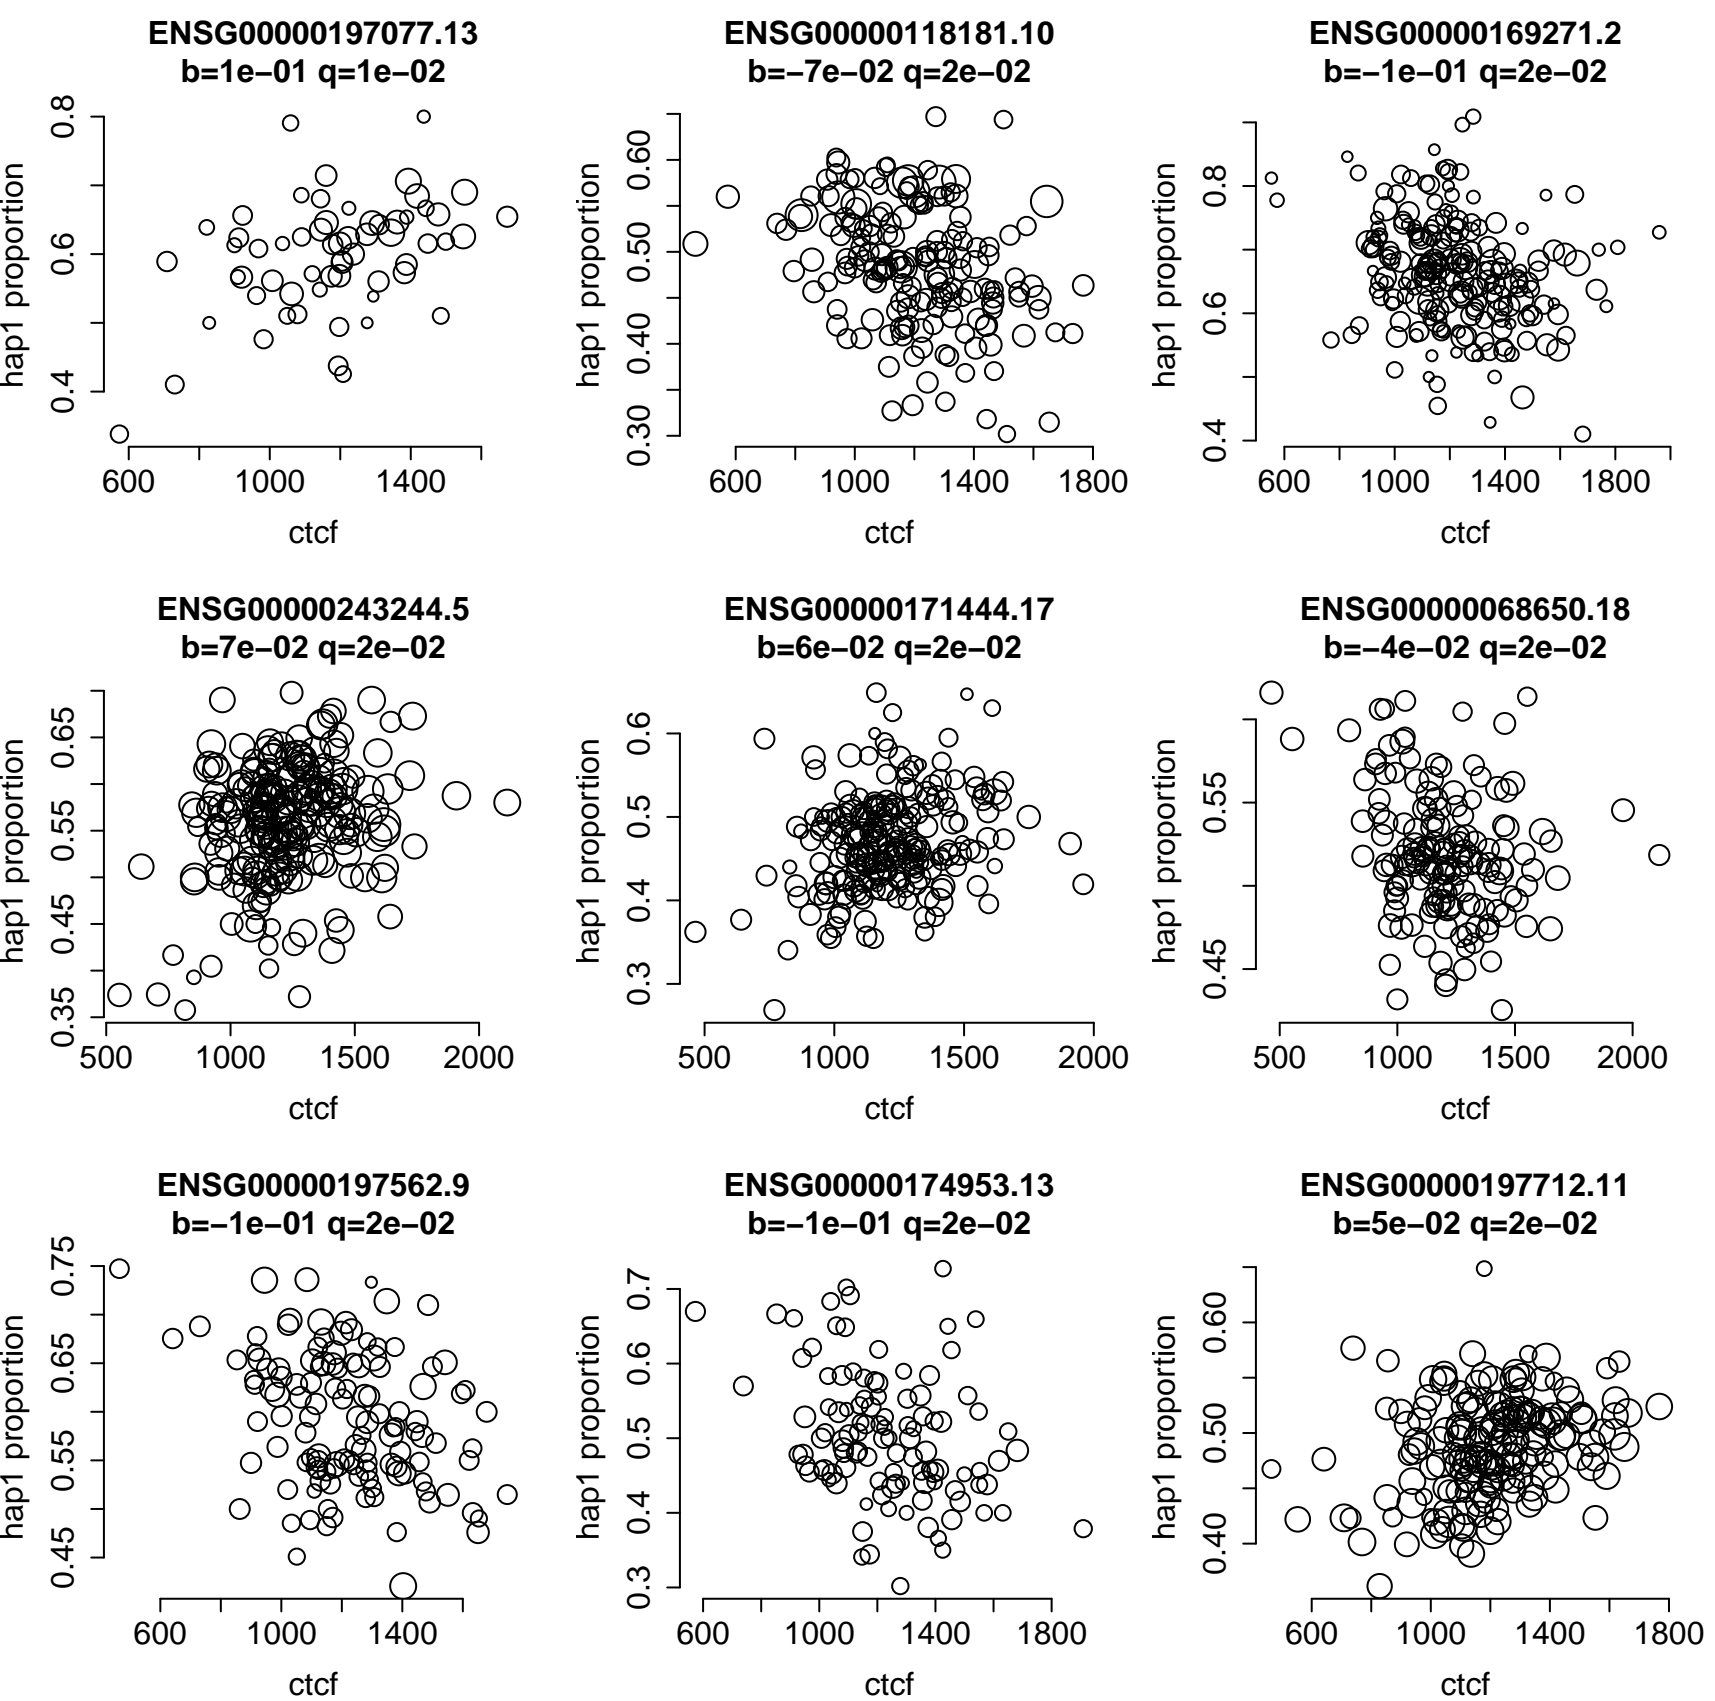 ENSG00000197077.13
b=1e−01 q=1e−02
hap1 proportion
0.8
0.6
0.4
600 1000 1400
ctcf
ENSG00000118181.10
b=−7e−02 q=2e−02
hap1 proportion
0.60
0.50
0.40
0.30
600 1000 1400 1800
ctcf
ENSG00000169271.2
b=−1e−01 q=2e−02
hap1 proportion
0.8
0.6
0.4
600 1000 1400 1800
ctcf
ENSG00000243244.5
b=7e−02 q=2e−02
hap1 proportion
0.65
0.55
0.45
0.35
500 1000 1500 2000
ctcf
ENSG00000171444.17
b=6e−02 q=2e−02
hap1 proportion
0.6
0.5
0.4
0.3
500 1000 1500 2000
ctcf
ENSG00000068650.18
b=−4e−02 q=2e−02
hap1 proportion
0.55
0.45
500 1000 1500 2000
ctcf
ENSG00000197562.9
b=−1e−01 q=2e−02
hap1 proportion
0.75
0.65
0.55
0.45
600 1000 1400
ctcf
ENSG00000174953.13
b=−1e−01 q=2e−02
hap1 proportion
0.7
0.6
0.5
0.4
0.3
600 1000 1400 1800
ctcf
ENSG00000197712.11
b=5e−02 q=2e−02
hap1 proportion
0.60
0.50
0.40
600 1000 1400 1800
ctcf